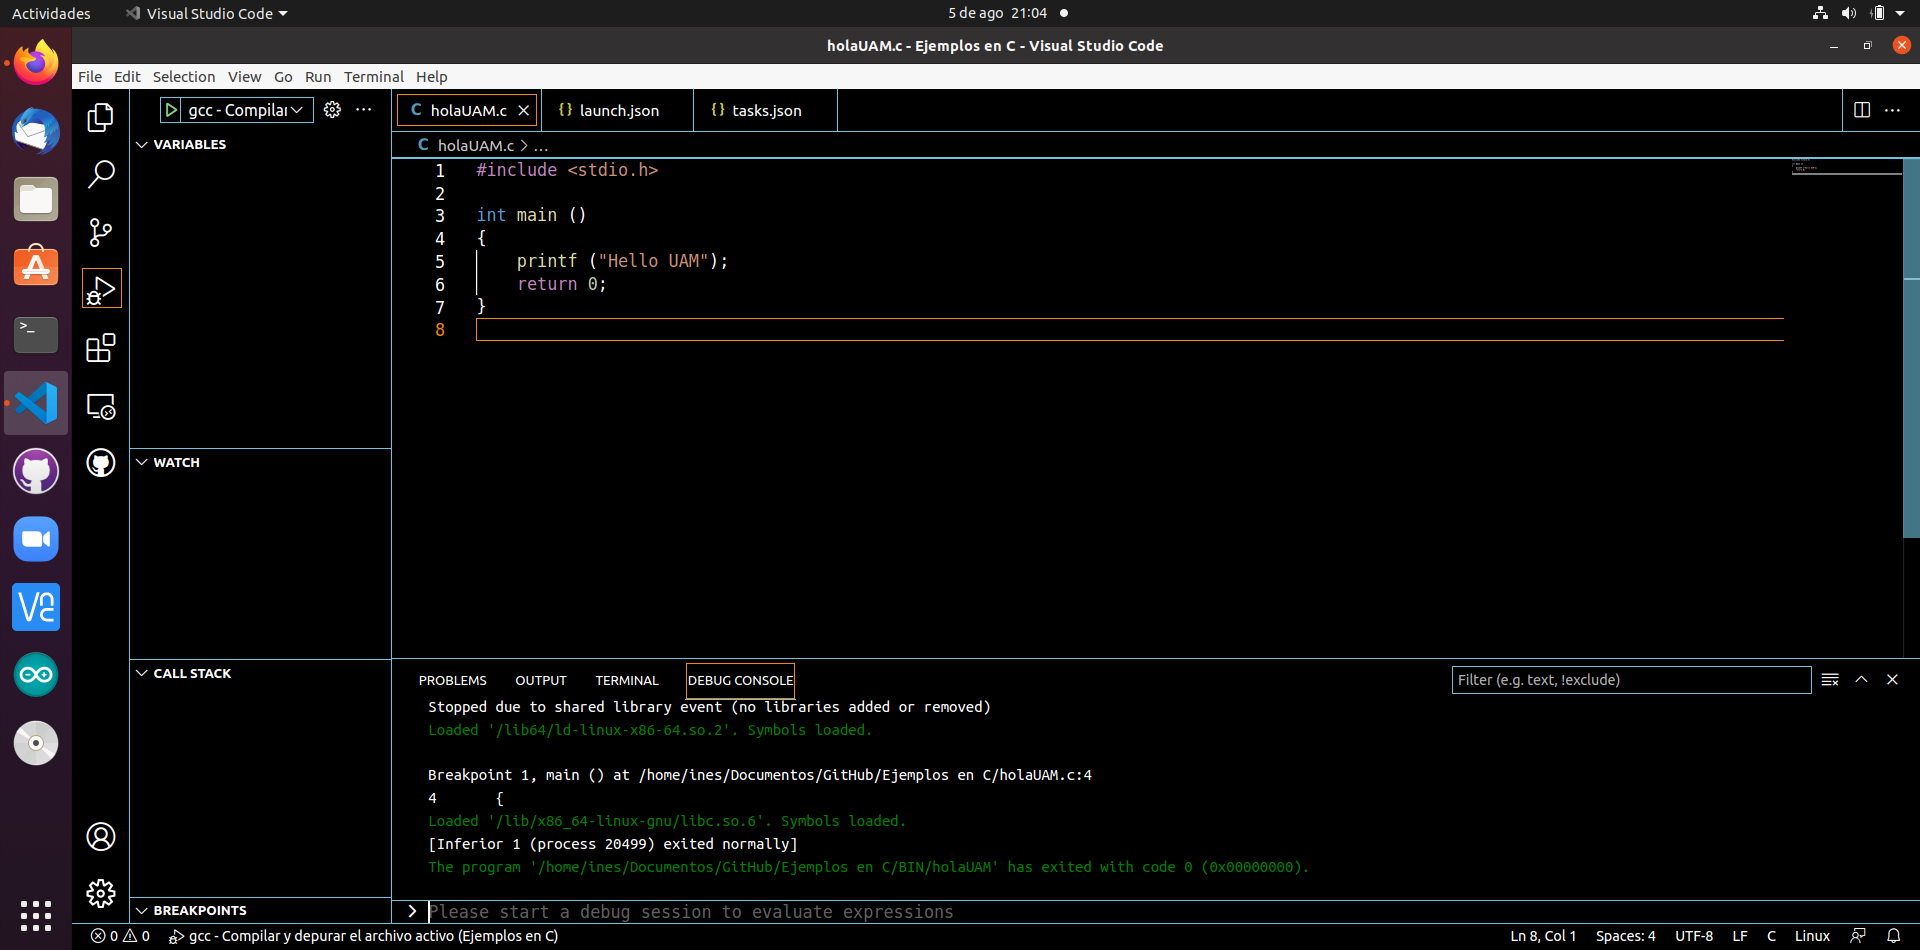 Actividades
Visual Studio Code
5 de ago 21:04
holaUAM.c - Ejemplos en C - Visual Studio Code
File Edit Selection View Go Run Terminal Help
gcc - Compilar
holaUAM.c
{} launch.json
{} tasks.json
VARIABLES
C holaUAM.c > ...
1 #include <stdio.h>
2
3 int main ()
4 {
5     printf ("Hello UAM");
6     return 0;
7 }
8
WATCH
CALL STACK
BREAKPOINTS
PROBLEMS OUTPUT TERMINAL DEBUG CONSOLE
Filter (e.g. text, !exclude)
Stopped due to shared library event (no libraries added or removed)
Loaded '/lib64/ld-linux-x86-64.so.2'. Symbols loaded.
Breakpoint 1, main () at /home/ines/Documentos/GitHub/Ejemplos en C/holaUAM.c:4
4       {
Loaded '/lib/x86_64-linux-gnu/libc.so.6'. Symbols loaded.
[Inferior 1 (process 20499) exited normally]
The program '/home/ines/Documentos/GitHub/Ejemplos en C/BIN/holaUAM' has exited with code 0 (0x00000000).
Please start a debug session to evaluate expressions
0 0 gcc - Compilar y depurar el archivo activo (Ejemplos en C)
Ln 8, Col 1 Spaces: 4 UTF-8 LF C Linux